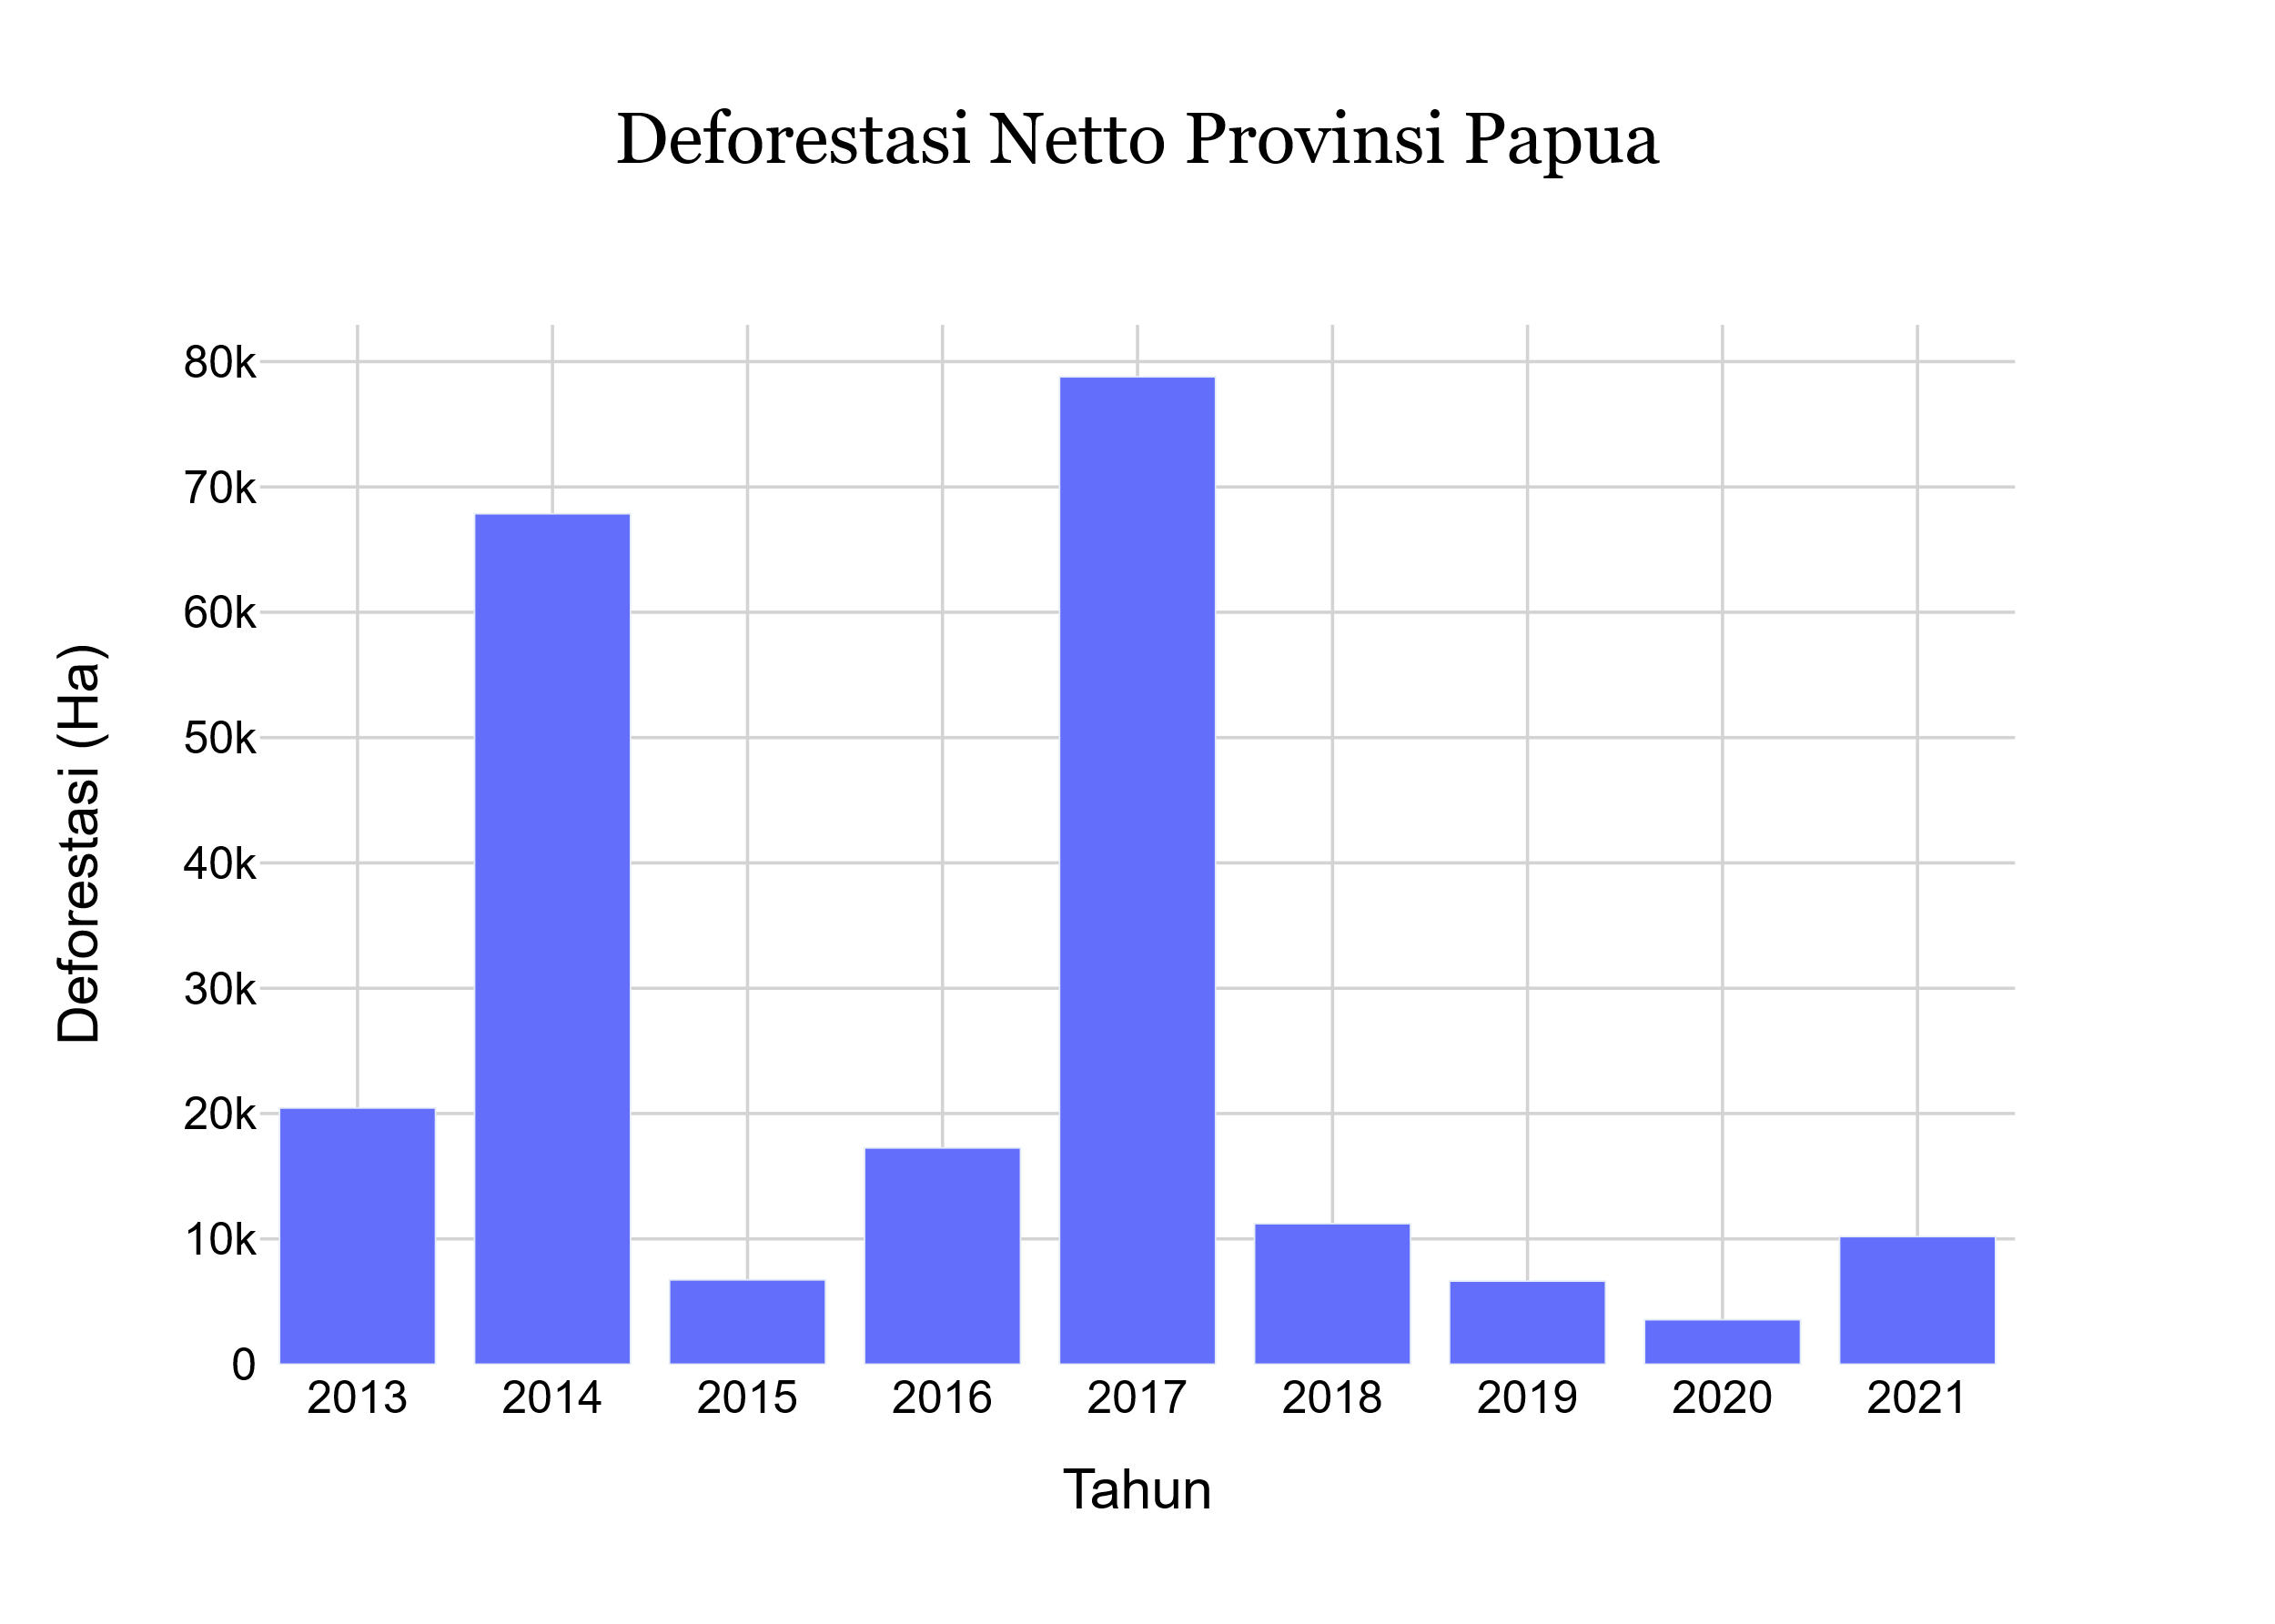 Deforestasi Netto Provinsi Papua
Deforestasi (Ha)
80k
70k
60k
50k
40k
30k
20k
10k
0
2013 2014 2015 2016 2017 2018 2019 2020 2021
Tahun